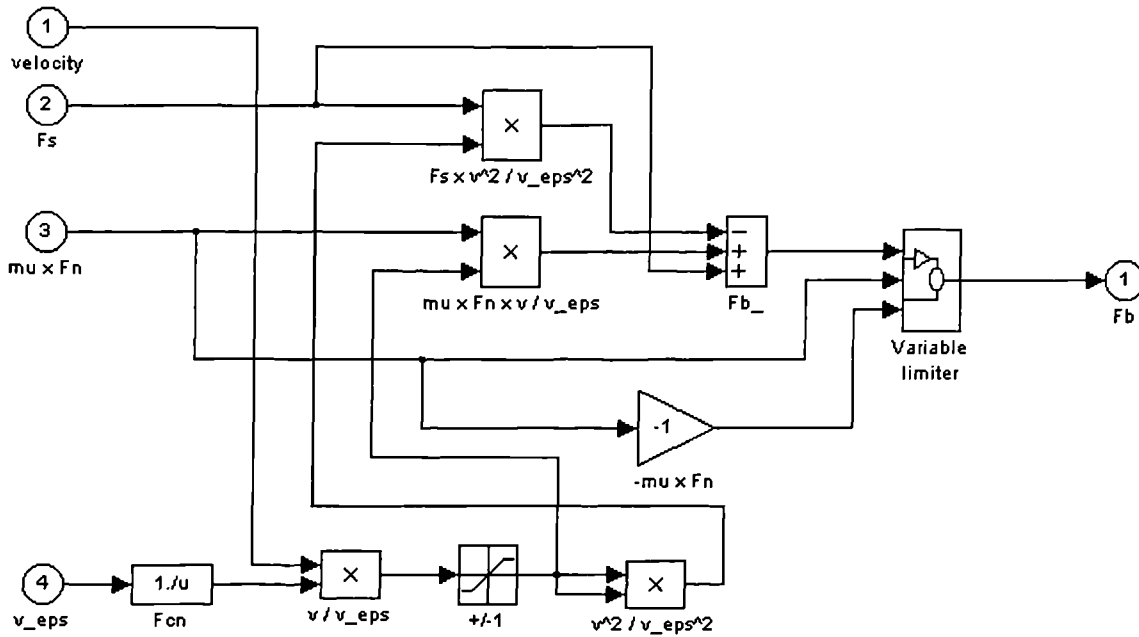 1
velocity
2
Fs
×
Fs x v^2 / v_eps^2
3
mu x Fn
×
mu x Fn x v / v_eps
−
+
+
Fb_
Variable
limiter
1
Fb
-1
-mu x Fn
4
v_eps
1./u
Fcn
×
v / v_eps
+/-1
×
v^2 / v_eps^2